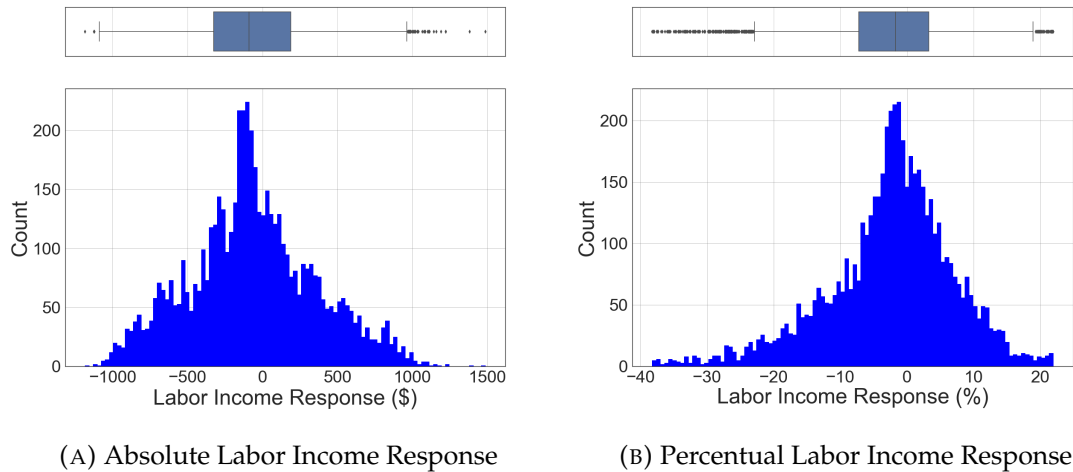 200
150
100
50
0
Count
−1000 −500 0 500 1000 1500
Labor Income Response ($)
(A) Absolute Labor Income Response
200
150
100
50
0
Count
−40 −30 −20 −10 0 10 20
Labor Income Response (%)
(B) Percentual Labor Income Response